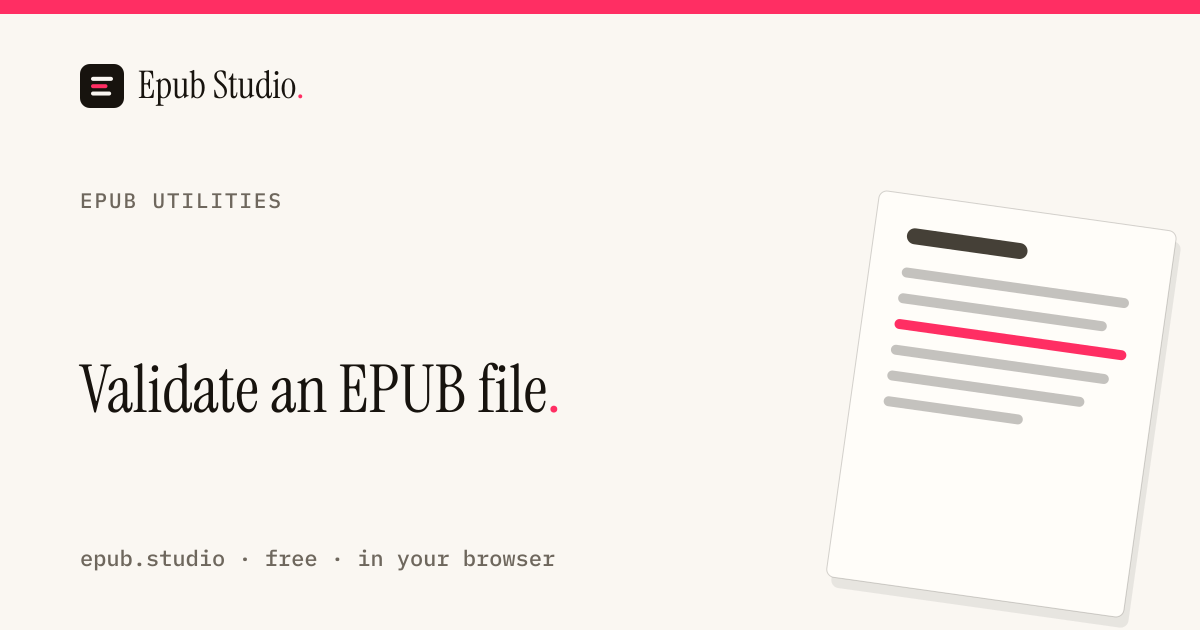 Epub Studio.
EPUB UTILITIES
Validate an EPUB file.
epub.studio · free · in your browser